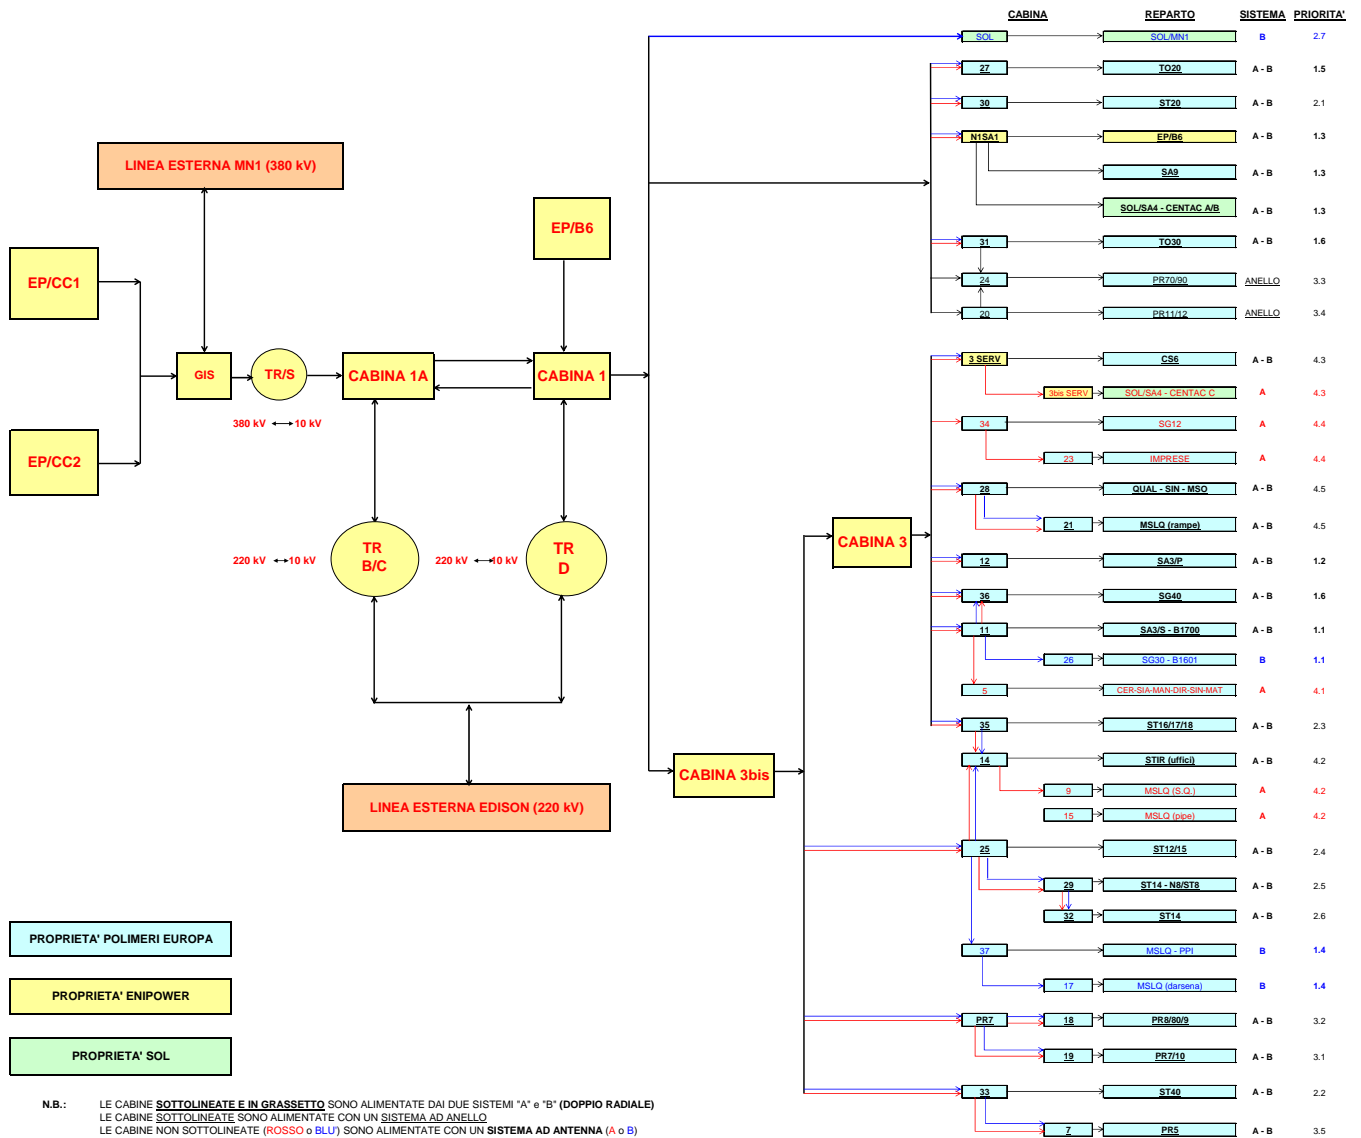 CABINA REPARTO SISTEMA PRIORITA'
SOL SOL/MN1 B 2.7
27 TO20 A - B 1.5
30 ST20 A - B 2.1
N1SA1 EP/B6 A - B 1.3
SA9 A - B 1.3
SOL/SA4 - CENTAC A/B A - B 1.3
31 TO30 A - B 1.6
24 PR70/90 ANELLO 3.3
20 PR11/12 ANELLO 3.4
3 SERV CS6 A - B 4.3
3bis SERV SOL/SA4 - CENTAC C A 4.3
34 SG12 A 4.4
23 IMPRESE A 4.4
28 QUAL - SIN - MSO A - B 4.5
21 MSLQ (rampe) A - B 4.5
12 SA3/P A - B 1.2
36 SG40 A - B 1.6
11 SA3/S - B1700 A - B 1.1
26 SG30 - B1601 B 1.1
5 CER-SIA-MAN-DIR-SIN-MAT A 4.1
35 ST16/17/18 A - B 2.3
14 STIR (uffici) A - B 4.2
9 MSLQ (S.Q.) A 4.2
15 MSLQ (pipe) A 4.2
25 ST12/15 A - B 2.4
29 ST14 - N8/ST8 A - B 2.5
32 ST14 A - B 2.6
37 MSLQ - PPI B 1.4
17 MSLQ (darsena) B 1.4
PR7 18 PR8/80/9 A - B 3.2
19 PR7/10 A - B 3.1
33 ST40 A - B 2.2
7 PR5 A - B 3.5
LINEA ESTERNA MN1 (380 kV)
EP/B6
EP/CC1
GIS
TR/S
CABINA 1A
CABINA 1
380 kV 10 kV
EP/CC2
CABINA 3
220 kV 10 kV
TR
B/C
220 kV 10 kV
TR
D
CABINA 3bis
LINEA ESTERNA EDISON (220 kV)
PROPRIETA' POLIMERI EUROPA
PROPRIETA' ENIPOWER
PROPRIETA' SOL
N.B.: LE CABINE SOTTOLINEATE E IN GRASSETTO SONO ALIMENTATE DAI DUE SISTEMI "A" e "B" (DOPPIO RADIALE)
LE CABINE SOTTOLINEATE SONO ALIMENTATE CON UN SISTEMA AD ANELLO
LE CABINE NON SOTTOLINEATE (ROSSO o BLU') SONO ALIMENTATE CON UN SISTEMA AD ANTENNA (A o B)